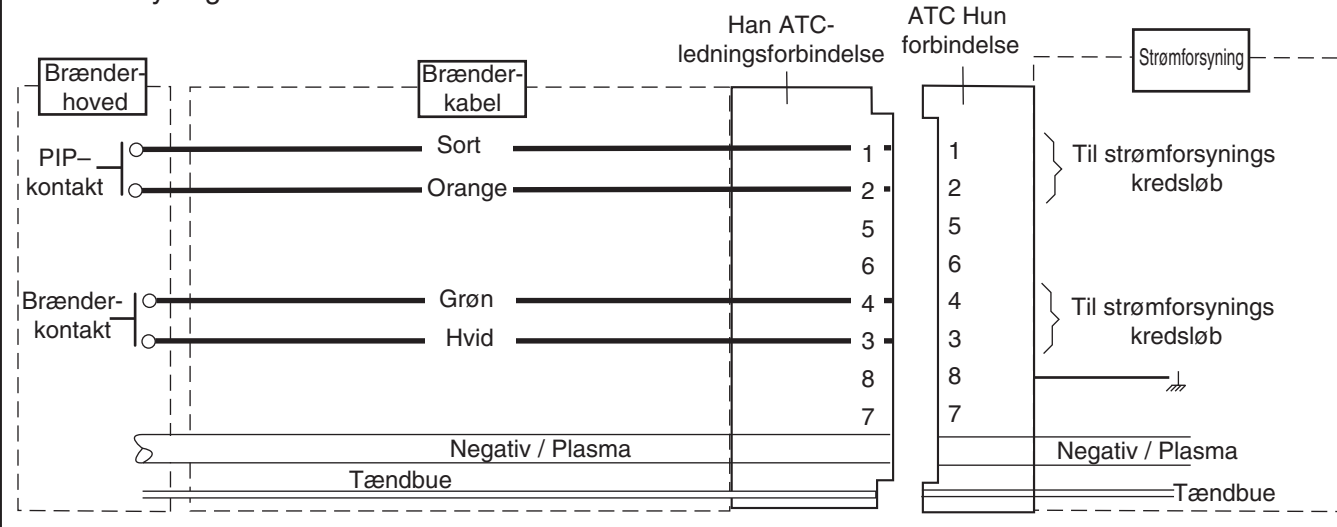 Han ATC-
ledningsforbindelse
ATC Hun
forbindelse
Strømforsyning
Brænder-
hoved
Brænder-
kabel
PIP–
kontakt
Sort
Orange
1
2
5
6
4
3
8
7
1
2
5
6
4
3
8
7
Til strømforsynings
kredsløb
Brænder-
kontakt
Grøn
Hvid
Til strømforsynings
kredsløb
Negativ / Plasma
Negativ / Plasma
Tændbue
Tændbue